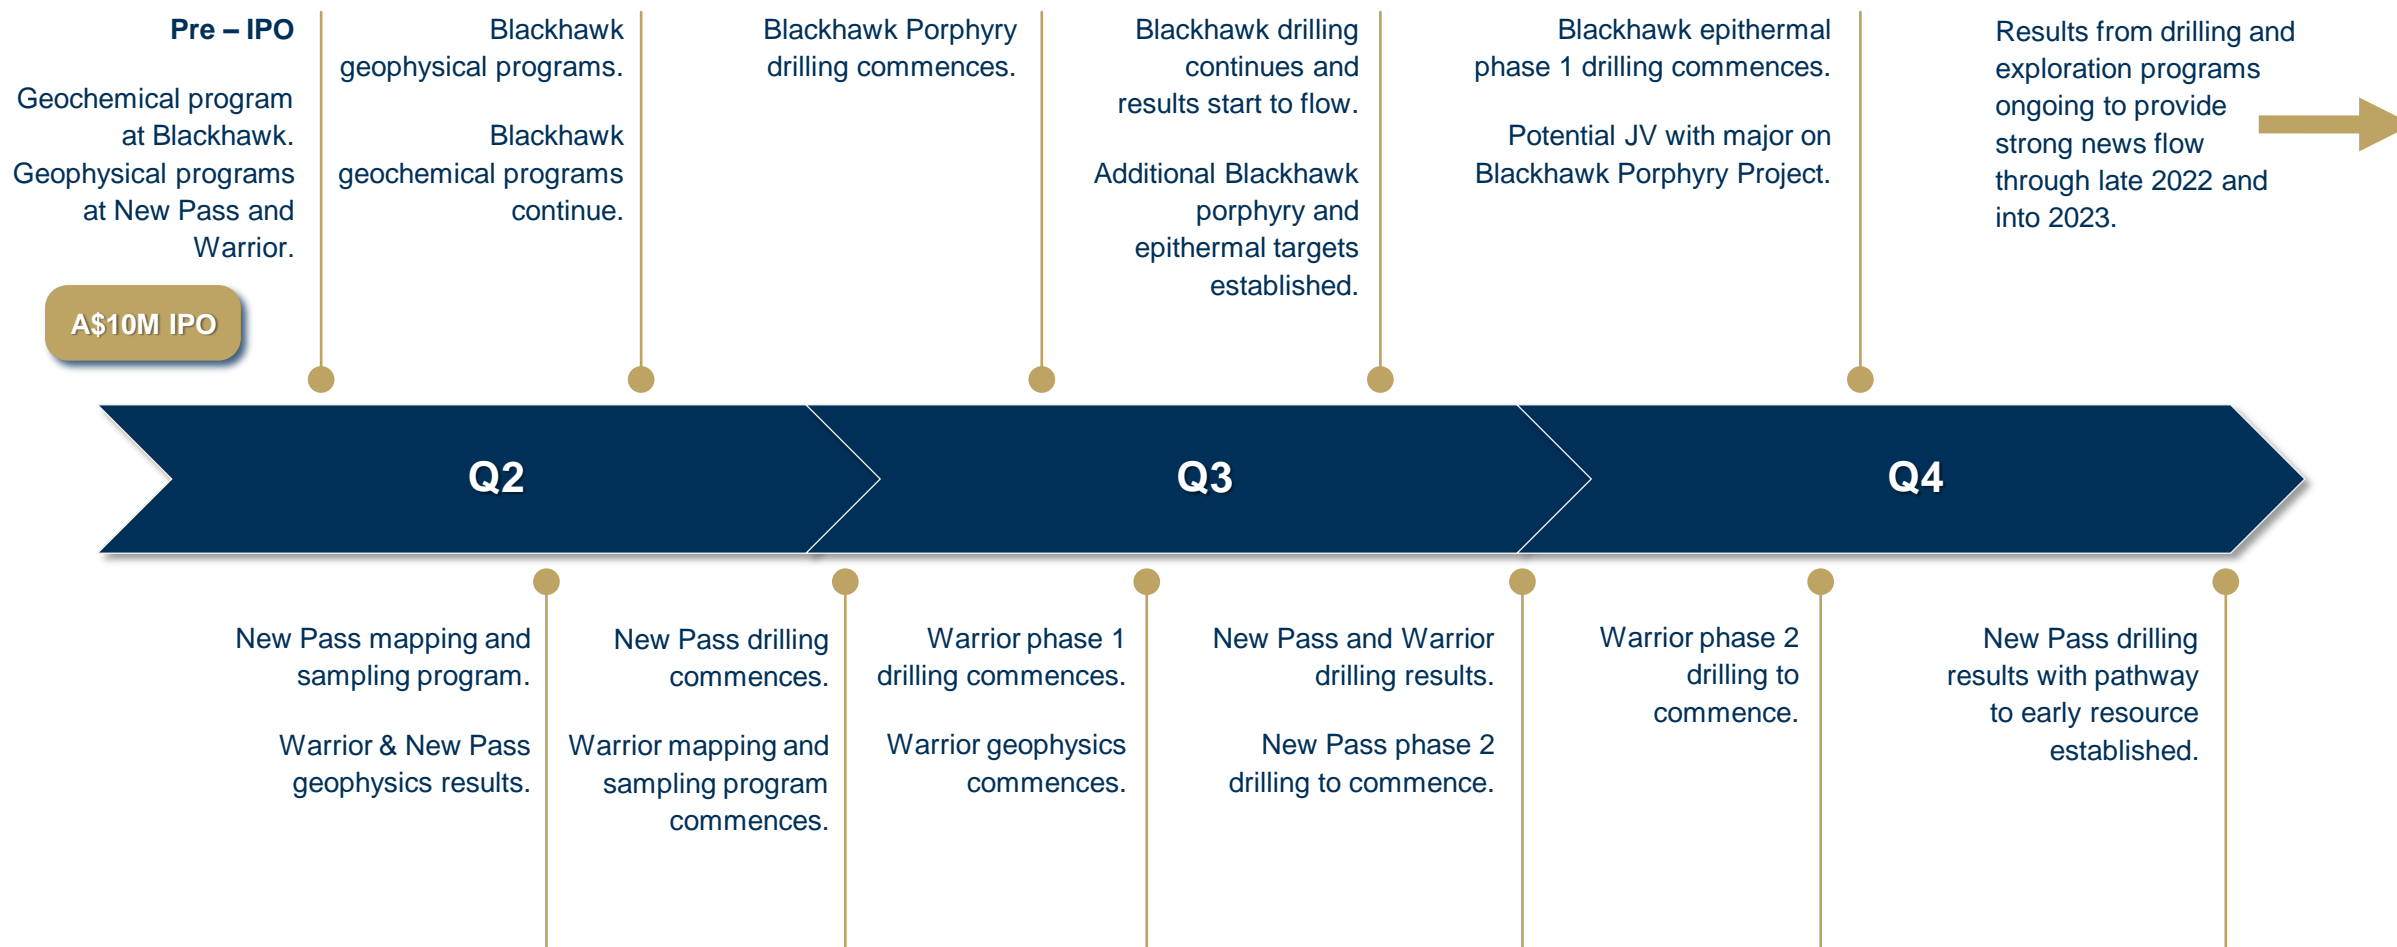 Pre – IPO
Geochemical program
at Blackhawk.
Geophysical programs
at New Pass and
Warrior.
A$10M IPO
Blackhawk
geophysical programs.
Blackhawk
geochemical programs
continue.
Blackhawk Porphyry
drilling commences.
Blackhawk drilling
continues and
results start to flow.
Additional Blackhawk
porphyry and
epithermal targets
established.
Blackhawk epithermal
phase 1 drilling commences.
Potential JV with major on
Blackhawk Porphyry Project.
Results from drilling and
exploration programs
ongoing to provide
strong news flow
through late 2022 and
into 2023.
Q2
Q3
Q4
New Pass mapping and
sampling program.
Warrior & New Pass
geophysics results.
New Pass drilling
commences.
Warrior mapping and
sampling program
commences.
Warrior phase 1
drilling commences.
Warrior geophysics
commences.
New Pass and Warrior
drilling results.
New Pass phase 2
drilling to commence.
Warrior phase 2
drilling to
commence.
New Pass drilling
results with pathway
to early resource
established.